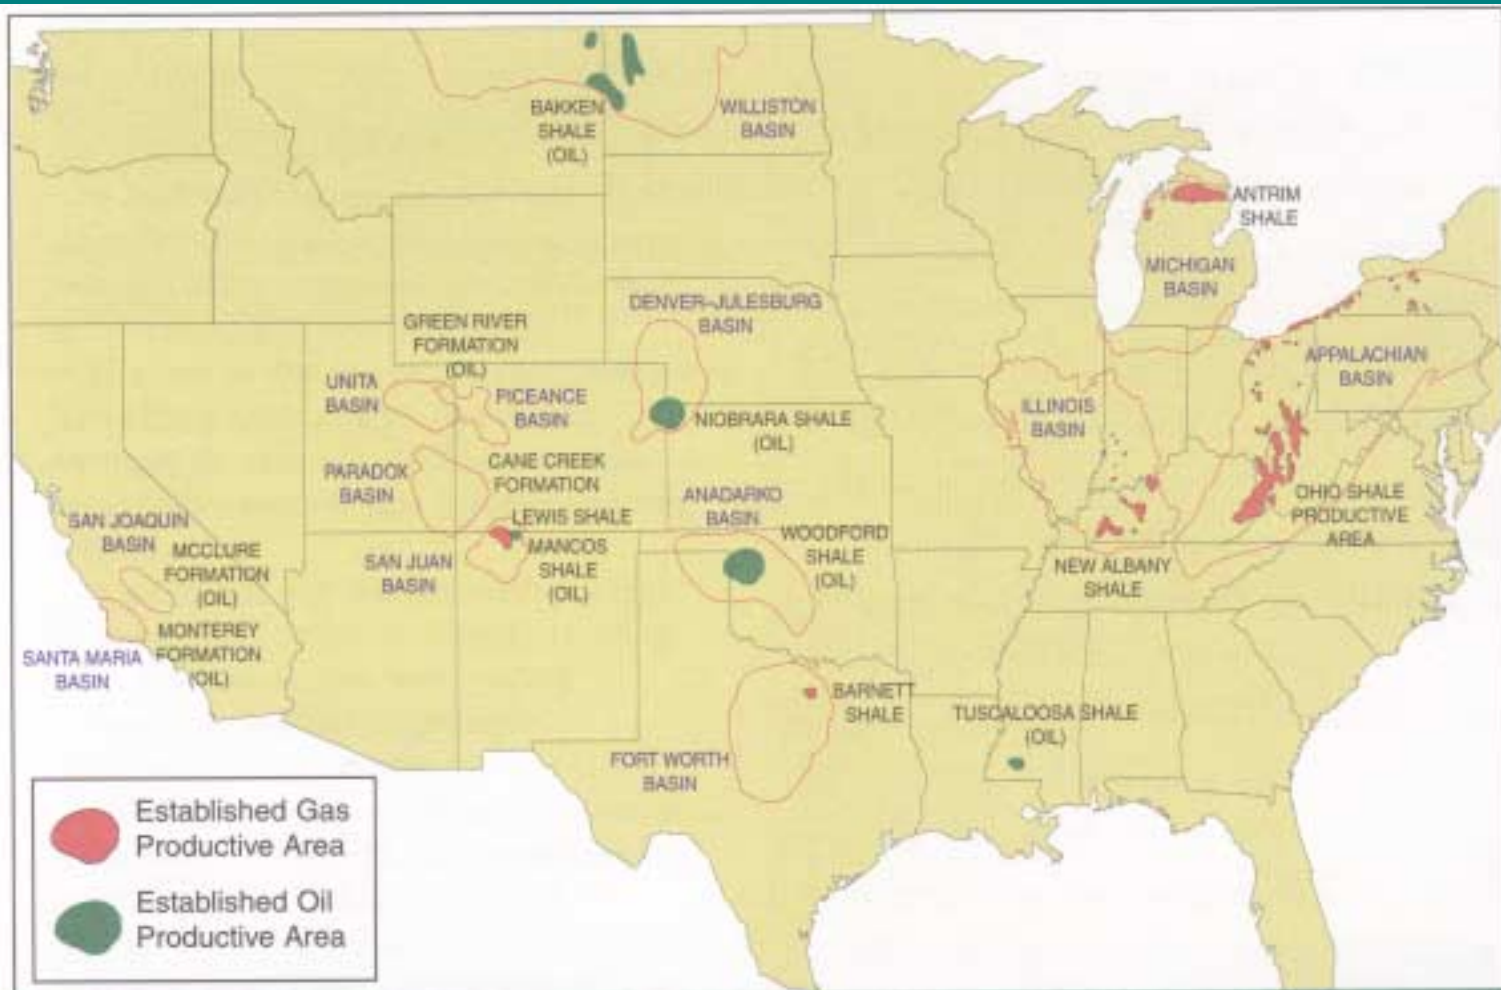 BAKKEN
SHALE
(OIL)
WILLISTON
BASIN
ANTRIM
SHALE
MICHIGAN
BASIN
DENVER-JULESBURG
BASIN
GREEN RIVER
FORMATION
(OIL)
UNITA
BASIN
PICEANCE
BASIN
NIOBRARA SHALE
(OIL)
ILLINOIS
BASIN
APPALACHIAN
BASIN
PARADOX
BASIN
CANE CREEK
FORMATION
ANADARKO
BASIN
OHIO SHALE
PRODUCTIVE
AREA
SAN JOAQUIN
BASIN
MCCLURE
FORMATION
(OIL)
LEWIS SHALE
SAN JUAN
BASIN
MANCOS
SHALE
(OIL)
WOODFORD
SHALE
(OIL)
NEW ALBANY
SHALE
MONTEREY
FORMATION
(OIL)
SANTA MARIA
BASIN
BARNETT
SHALE
TUSCALOOSA SHALE
(OIL)
FORT WORTH
BASIN
Established Gas
Productive Area
Established Oil
Productive Area